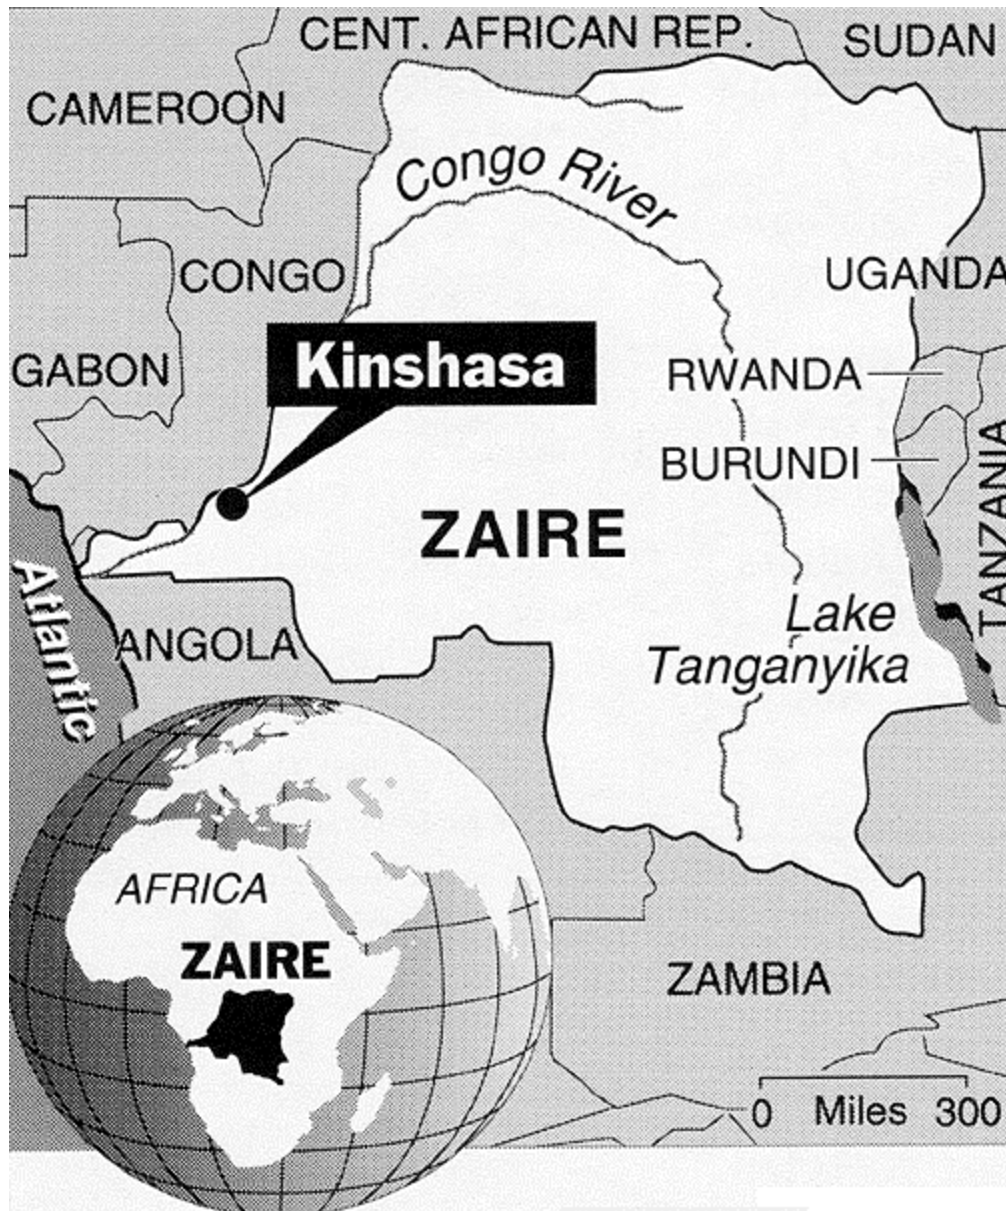 CENT. AFRICAN REP.
SUDAN
CAMEROON
Congo River
CONGO
UGANDA
GABON
Kinshasa
RWANDA
BURUNDI
TANZANIA
ZAIRE
Atlantic
ANGOLA
Lake
Tanganyika
AFRICA
ZAIRE
ZAMBIA
0 Miles 300